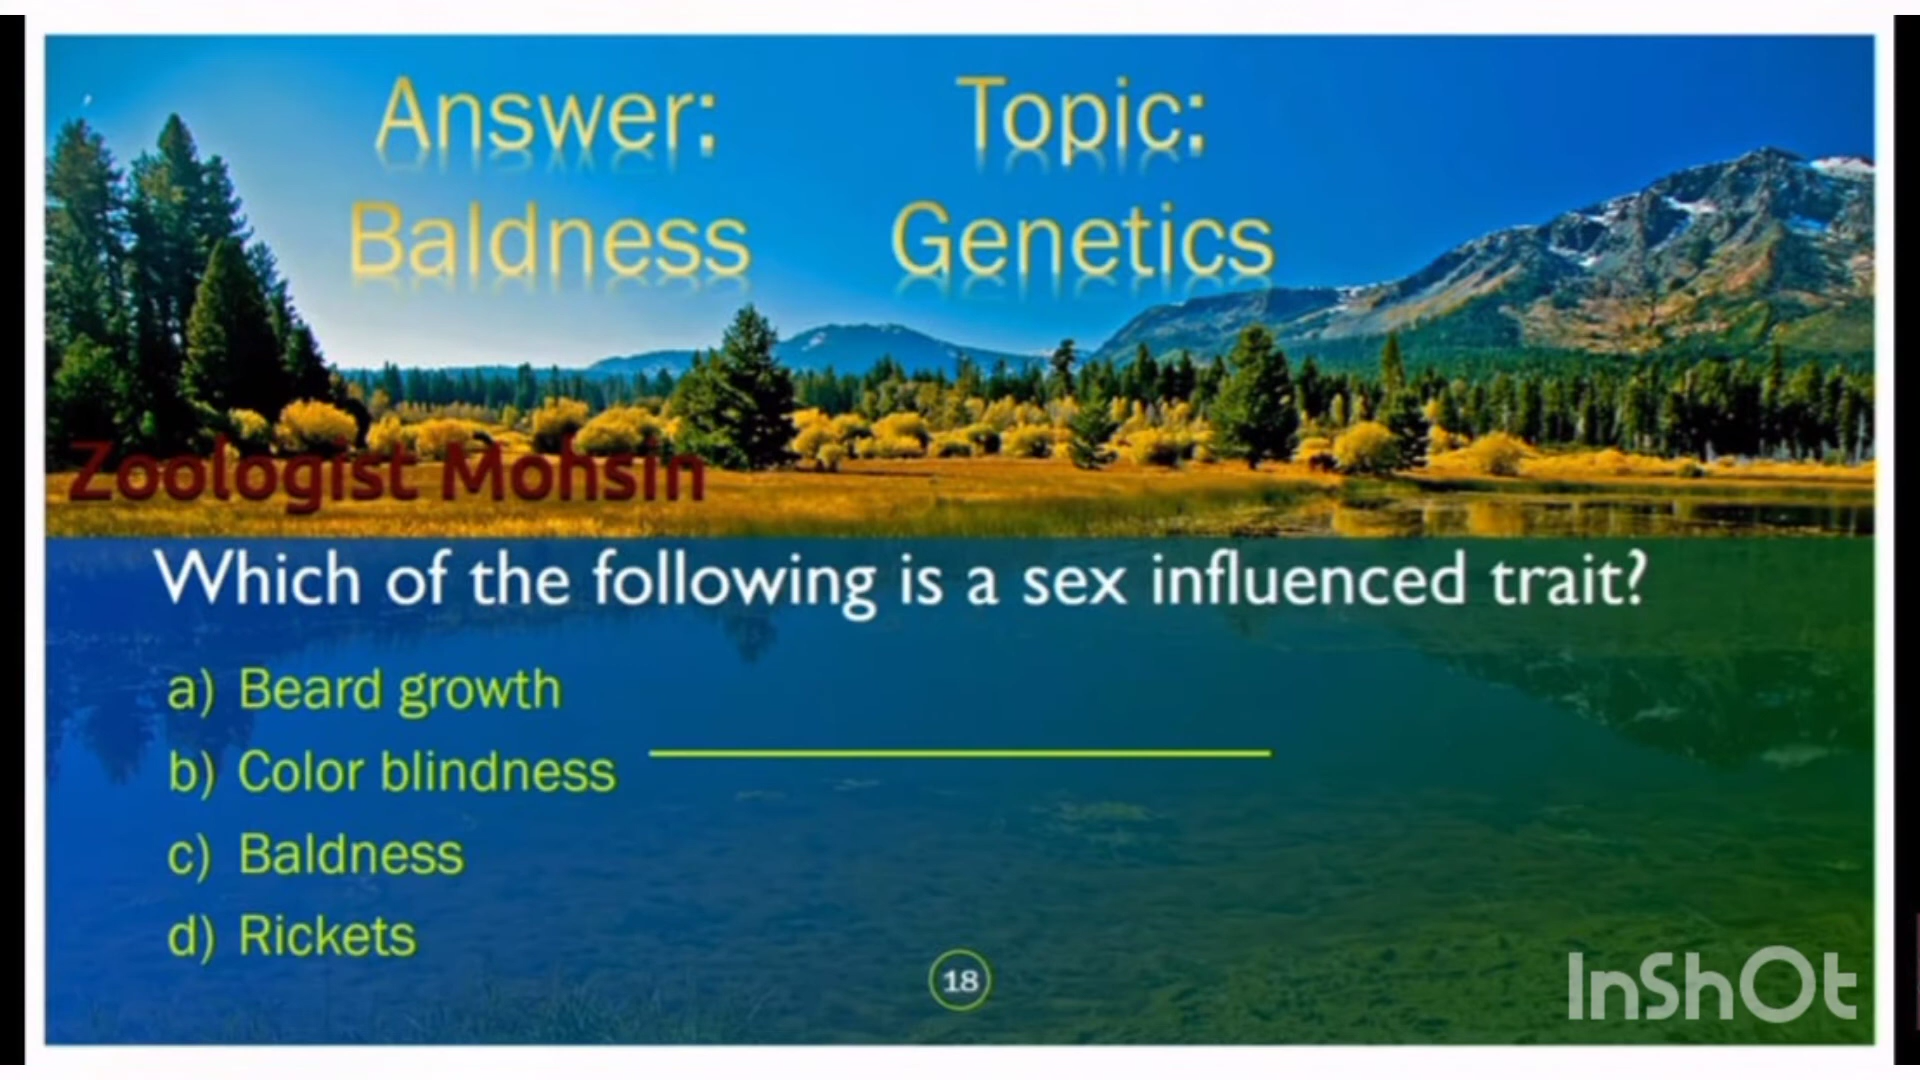 Answer:
Baldness
Topic:
Genetics
Zoologist Mohsin
Which of the following is a sex influenced trait?
a) Beard growth
b) Color blindness
c) Baldness
d) Rickets
18
InShOt